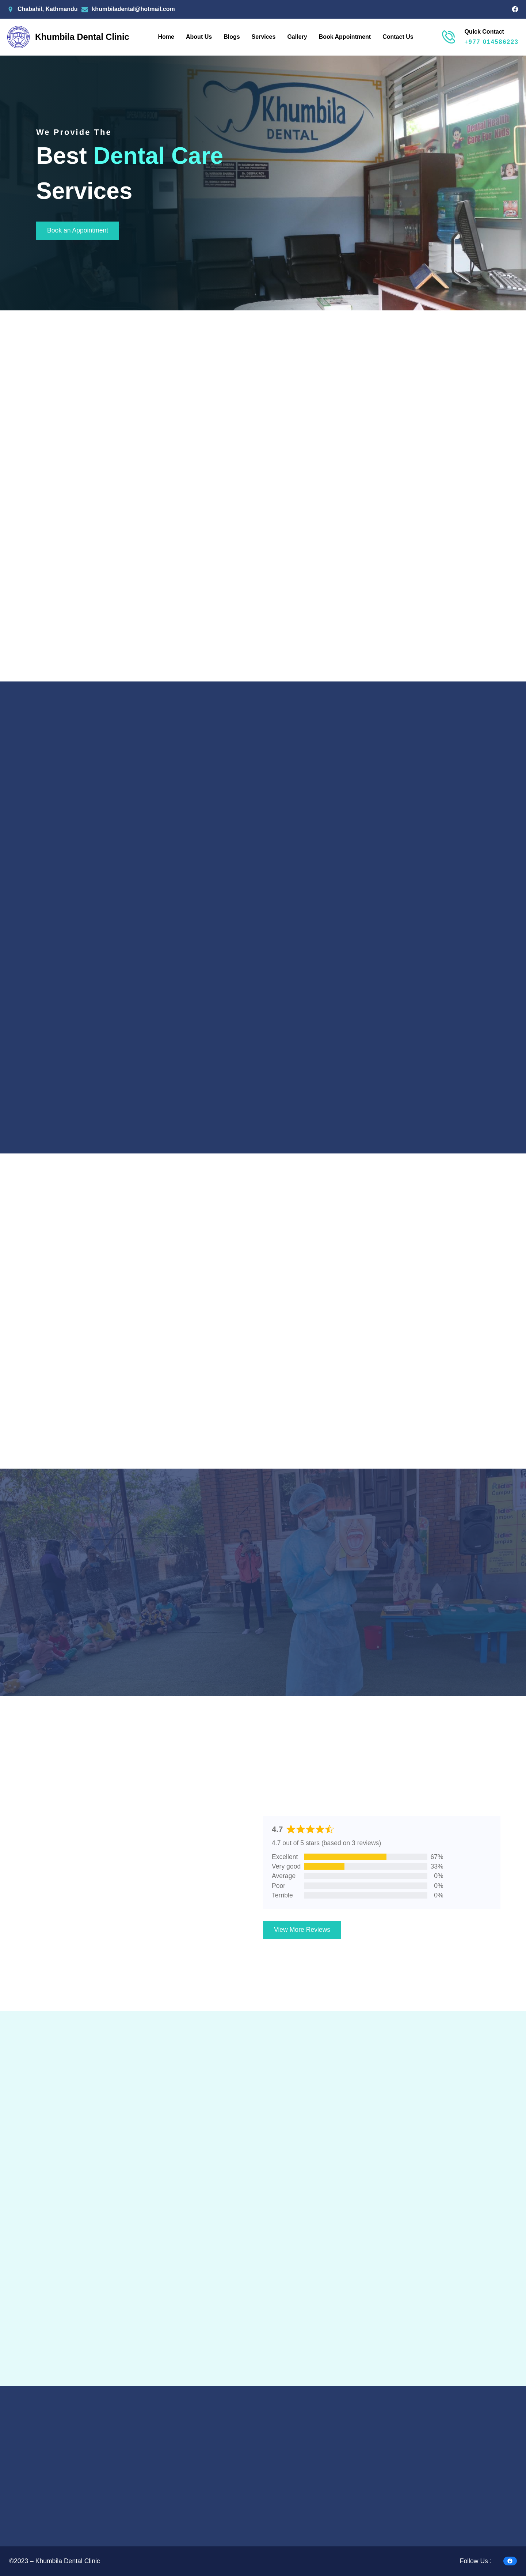 Chabahil, Kathmandu khumbiladental@hotmail.com
Khumbila Dental Clinic
Home About Us Blogs Services Gallery Book Appointment Contact Us
Quick Contact
+977 014586223
Khumbila
DENTAL
We Provide The
Best Dental Care
Services
Book an Appointment
4.7
4.7 out of 5 stars (based on 3 reviews)
Excellent 67%
Very good 33%
Average 0%
Poor 0%
Terrible 0%
View More Reviews
©2023 – Khumbila Dental Clinic
Follow Us :